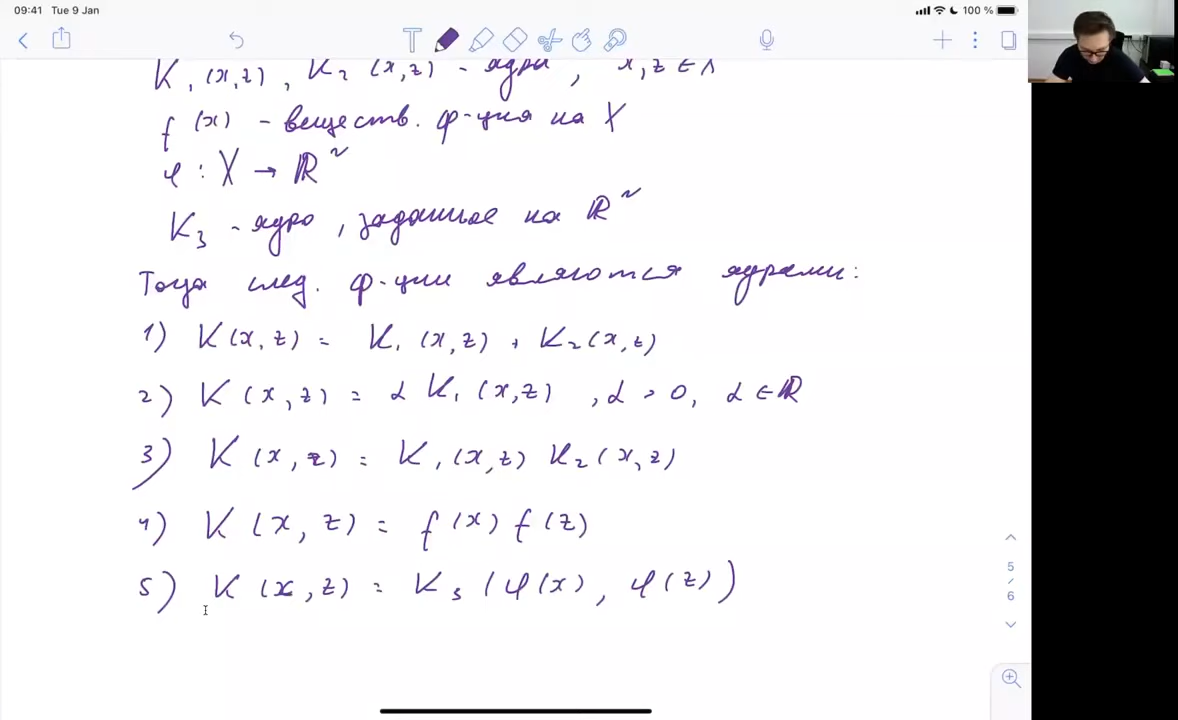 09:41 Tue 9 Jan 100 %
K₁(x,z), K₂(x,z) - ядра, x,z ∈ X
f(x) - веществ. ф-ция на X
φ : X → ℝᴺ
K₃ - ядро, заданное на ℝᴺ
Тогда след. ф-ции являются ядрами:
1) K(x,z) = K₁(x,z) + K₂(x,z)
2) K(x,z) = α K₁(x,z), α > 0, α ∈ ℝ
3) K(x,z) = K₁(x,z) K₂(x,z)
4) K(x,z) = f(x) f(z)
5) K(x,z) = K₃(φ(x), φ(z))
5
/
6